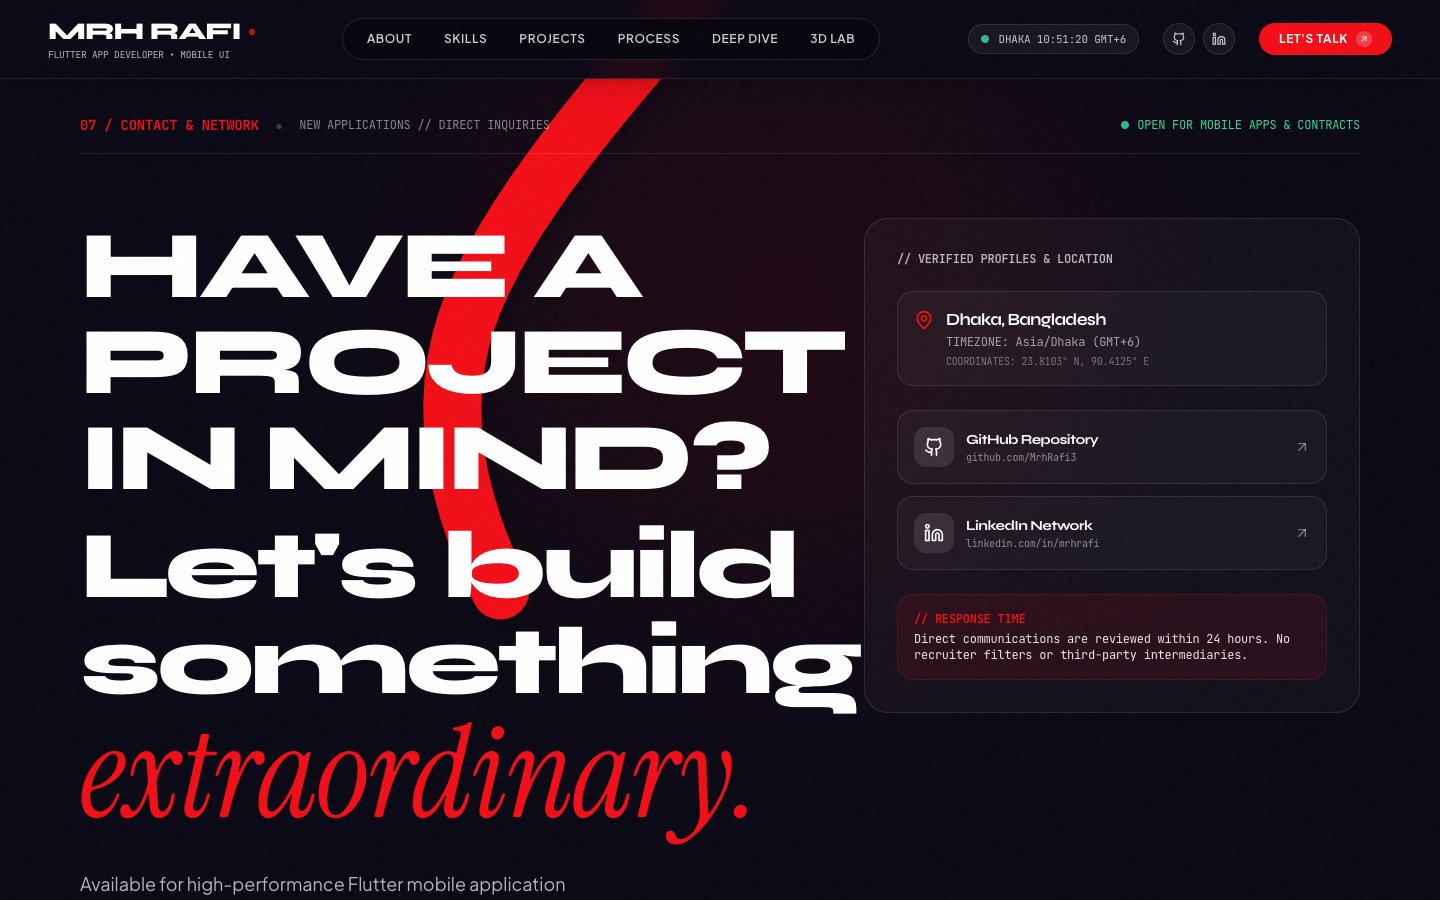 MRH RAFI
FLUTTER APP DEVELOPER • MOBILE UI
ABOUT SKILLS PROJECTS PROCESS DEEP DIVE 3D LAB
DHAKA 10:51:20 GMT+6
LET'S TALK
07 / CONTACT & NETWORK • NEW APPLICATIONS // DIRECT INQUIRIES
OPEN FOR MOBILE APPS & CONTRACTS
HAVE A
PROJECT
IN MIND?
Let's build
something
extraordinary.
Available for high-performance Flutter mobile application
// VERIFIED PROFILES & LOCATION
Dhaka, Bangladesh
TIMEZONE: Asia/Dhaka (GMT+6)
COORDINATES: 23.8103° N, 90.4125° E
GitHub Repository
github.com/MrhRafi3
LinkedIn Network
linkedin.com/in/mrhrafi
// RESPONSE TIME
Direct communications are reviewed within 24 hours. No
recruiter filters or third-party intermediaries.